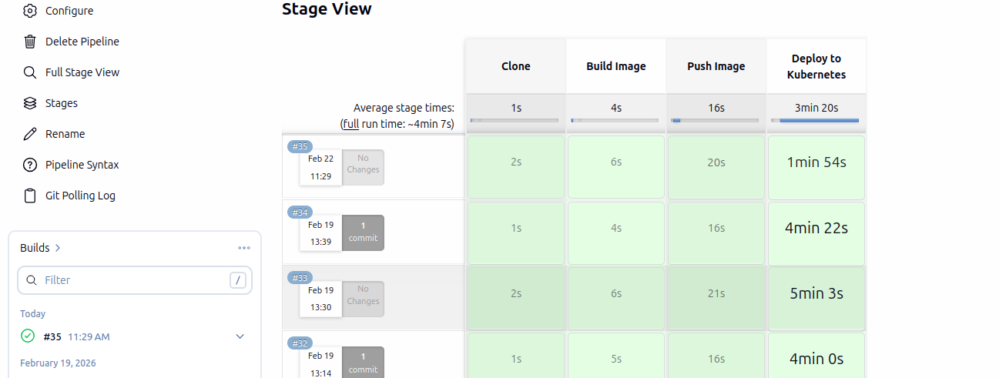 Configure
Delete Pipeline
Full Stage View
Stages
Rename
Pipeline Syntax
Git Polling Log
Builds
Filter
/
Today
#35 11:29 AM
February 19, 2026
Stage View
Clone
Build Image
Push Image
Deploy to
Kubernetes
Average stage times:
(full run time: ~4min 7s)
1s
4s
16s
3min 20s
#35
Feb 22
11:29
No
Changes
2s
6s
20s
1min 54s
#34
Feb 19
13:39
1
commit
1s
4s
16s
4min 22s
#33
Feb 19
13:30
No
Changes
2s
6s
21s
5min 3s
#32
Feb 19
13:14
1
commit
1s
5s
16s
4min 0s